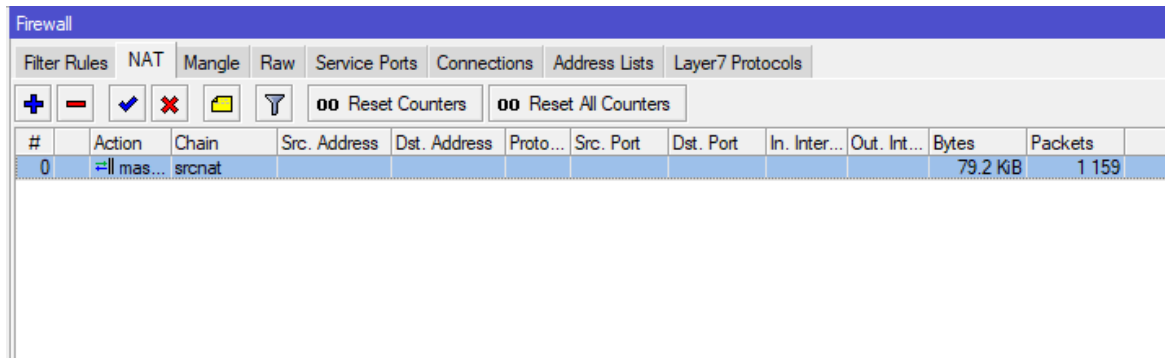 Firewall
Filter Rules NAT Mangle Raw Service Ports Connections Address Lists Layer7 Protocols
00 Reset Counters 00 Reset All Counters
# Action Chain Src. Address Dst. Address Proto... Src. Port Dst. Port In. Inter... Out. Int... Bytes Packets
0 mas... srcnat 79.2 KiB 1 159